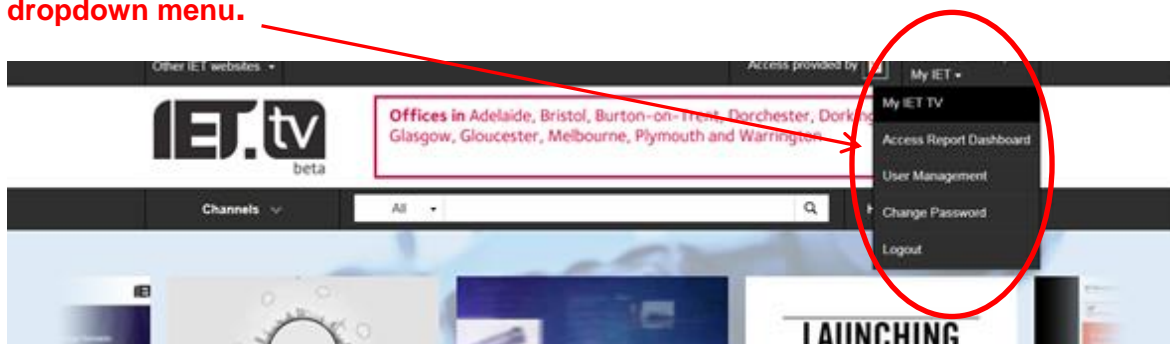 dropdown menu.
Other IET websites
Access provided by
My IET
IET.tv
beta
Offices in Adelaide, Bristol, Burton-on-Trent, Dorchester, Dorking
Glasgow, Gloucester, Melbourne, Plymouth and Warrington
My IET TV
Access Report Dashboard
User Management
Change Password
Logout
Channels
All
H
IE
LAUNCHING